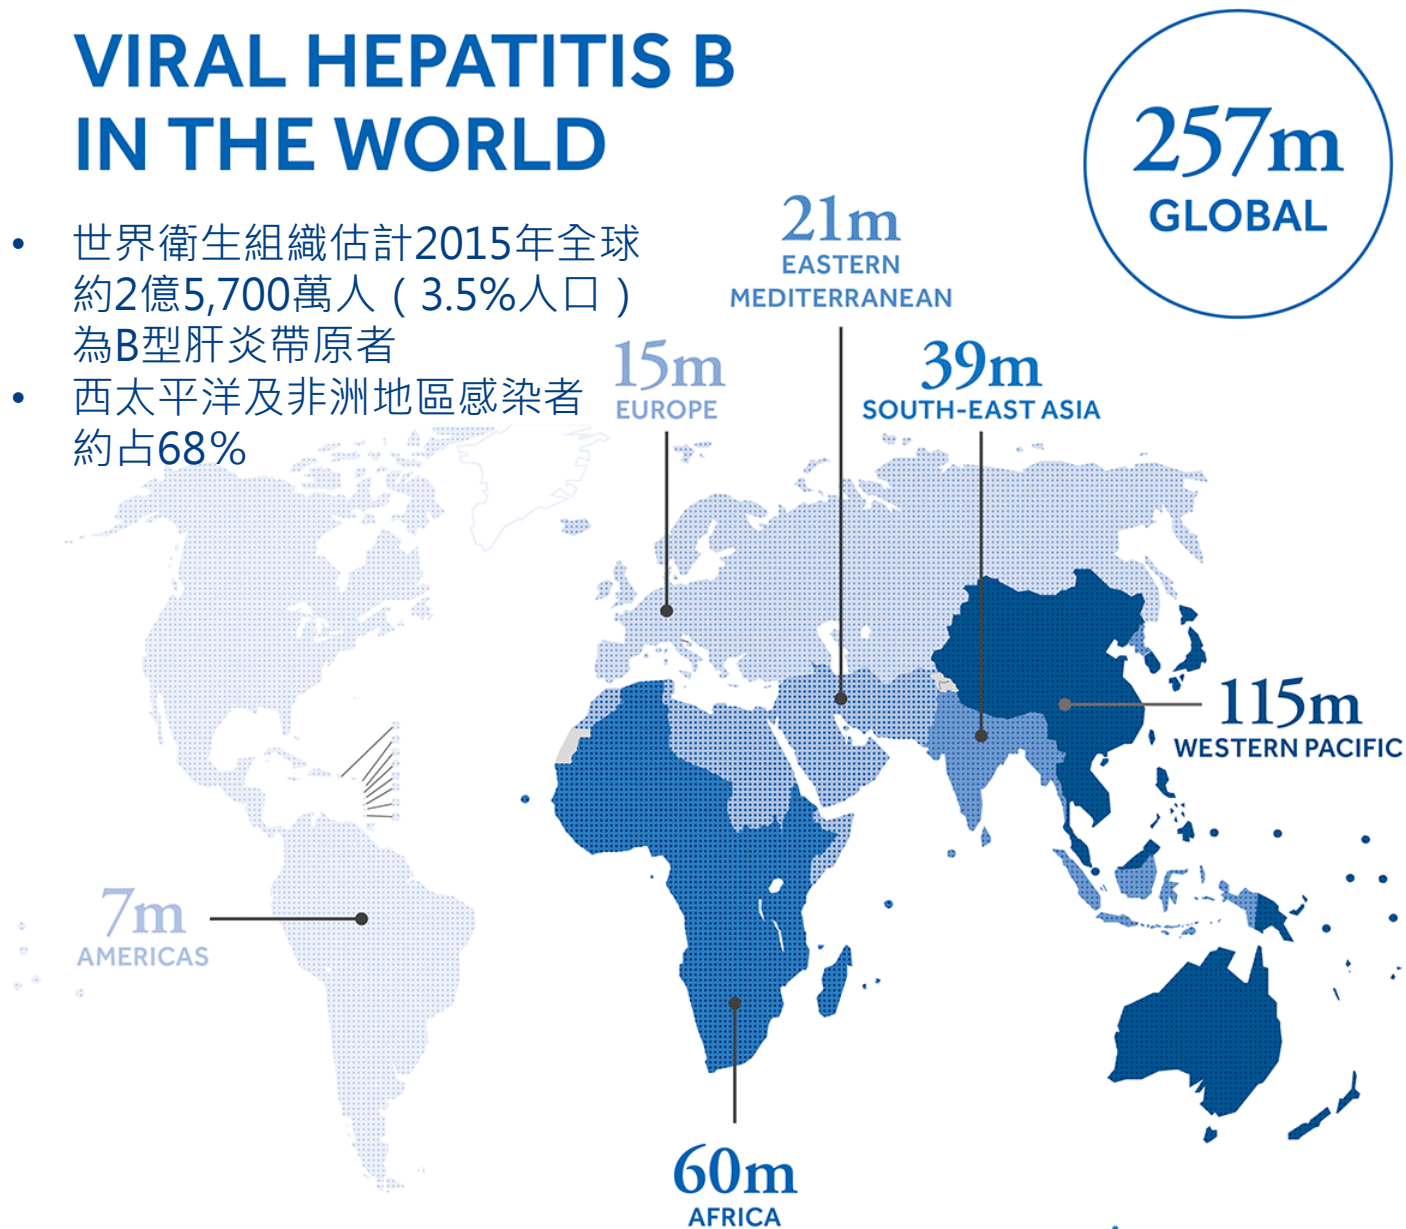 VIRAL HEPATITIS B
IN THE WORLD
257m
GLOBAL
• 世界衛生組織估計2015年全球
約2億5,700萬人（3.5%人口）
為B型肝炎帶原者
• 西太平洋及非洲地區感染者
約占68%
21m
EASTERN
MEDITERRANEAN
15m
EUROPE
39m
SOUTH-EAST ASIA
115m
WESTERN PACIFIC
7m
AMERICAS
60m
AFRICA